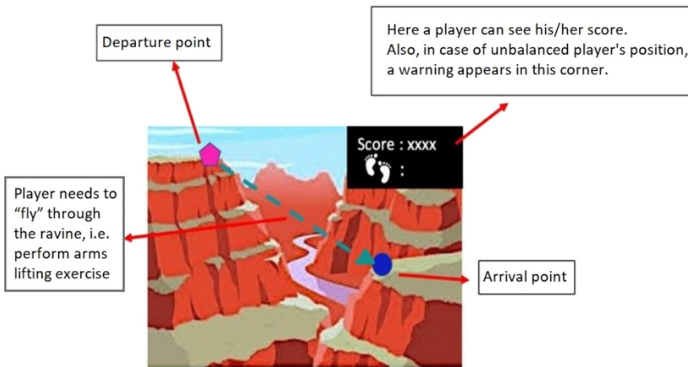 Departure point
Here a player can see his/her score.
Also, in case of unbalanced player's position,
a warning appears in this corner.
Score : xxxx
:
Player needs to
“fly” through
the ravine, i.e.
perform arms
lifting exercise
Arrival point